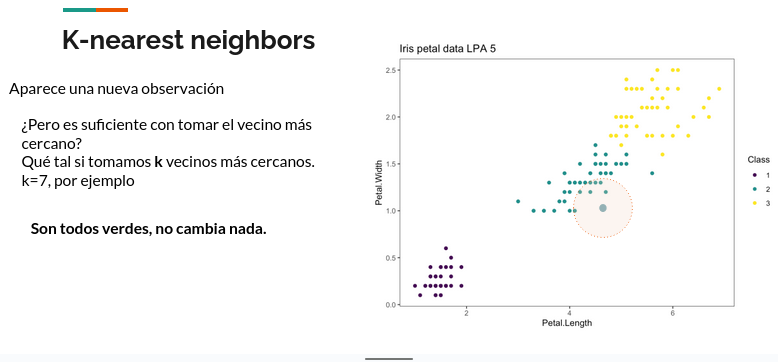 K-nearest neighbors
Aparece una nueva observación
¿Pero es suficiente con tomar el vecino más
cercano?
Qué tal si tomamos k vecinos más cercanos.
k=7, por ejemplo
Son todos verdes, no cambia nada.
Iris petal data LPA 5
2.5
2.0
1.5
1.0
0.5
0.0
Petal.Width
2
4
6
Petal.Length
Class
1
2
3